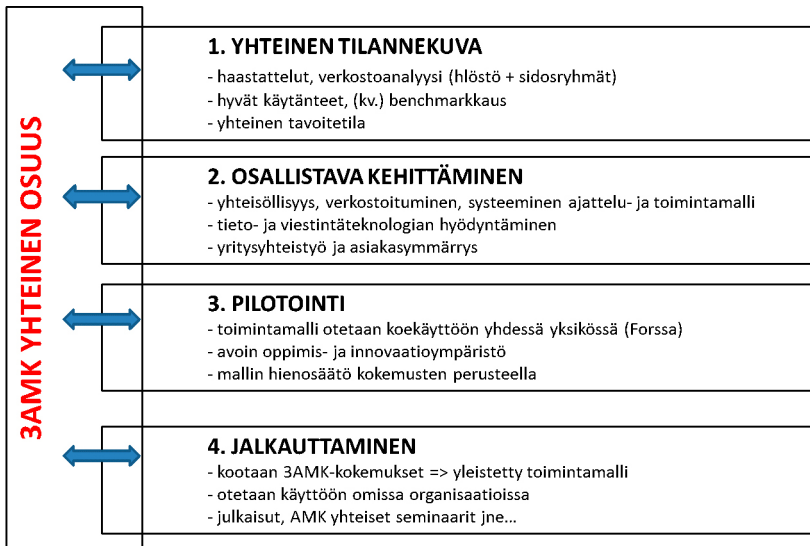 3AMK YHTEINEN OSUUS
1. YHTEINEN TILANNEKUVA
- haastattelut, verkostoanalyysi (hlöstö + sidosryhmät)
- hyvät käytänteet, (kv.) benchmarkkaus
- yhteinen tavoitetila
2. OSALLISTAVA KEHITTÄMINEN
- yhteisöllisyys, verkostoituminen, systeeminen ajattelu- ja toimintamalli
- tieto- ja viestintäteknologian hyödyntäminen
- yritysyhteistyö ja asiakasymmärrys
3. PILOTOINTI
- toimintamalli otetaan koekäyttöön yhdessä yksikössä (Forssa)
- avoin oppimis- ja innovaatioympäristö
- mallin hienosäätö kokemusten perusteella
4. JALKAUTTAMINEN
- kootaan 3AMK-kokemukset => yleistetty toimintamalli
- otetaan käyttöön omissa organisaatioissa
- julkaisut, AMK yhteiset seminaarit jne...